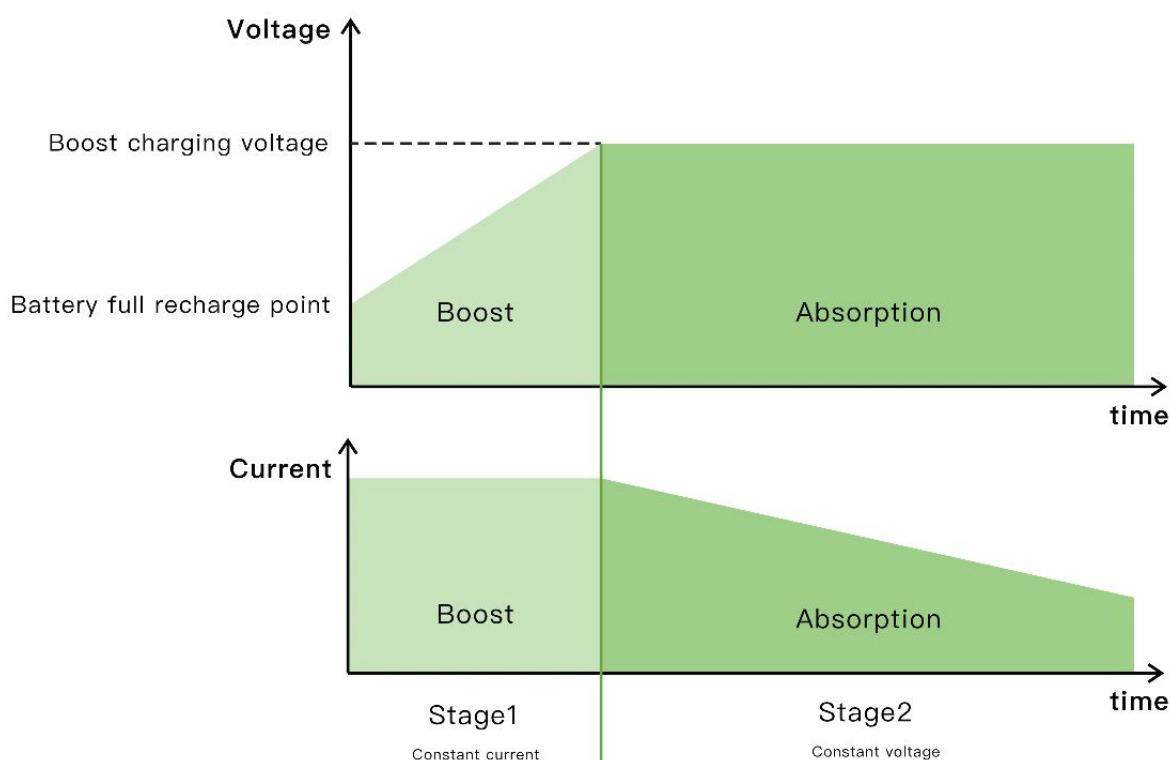 Voltage
Boost charging voltage
Battery full recharge point
Boost
Absorption
time
Current
Boost
Absorption
time
Stage1
Stage2
Constant current
Constant voltage